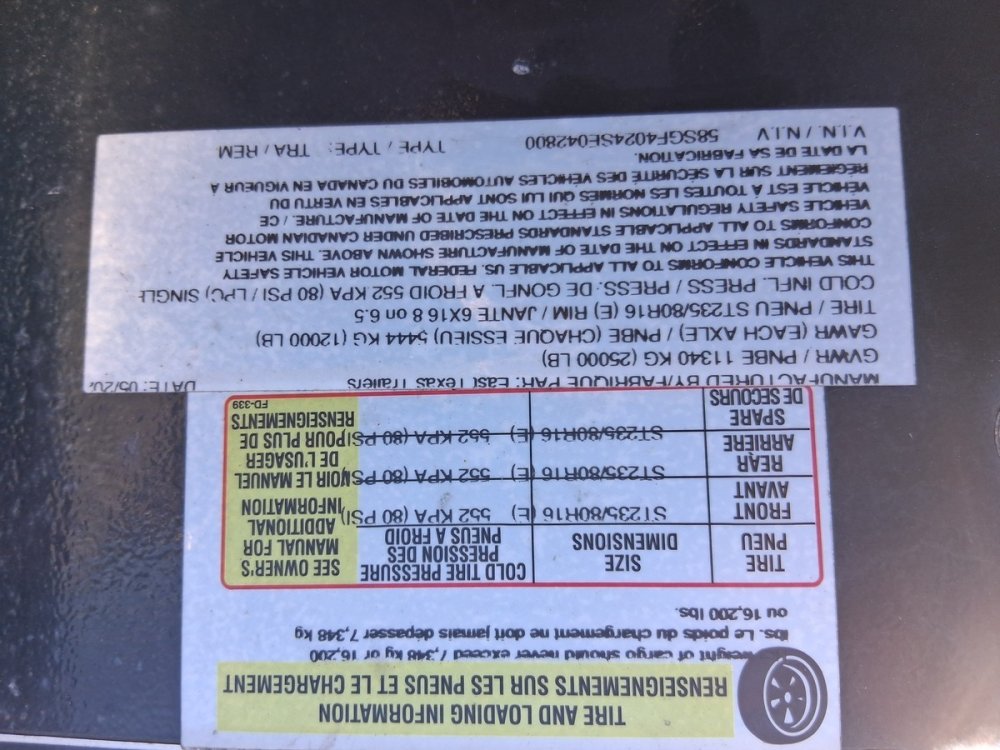 TIRE AND LOADING INFORMATION
RENSEIGNEMENTS SUR LES PNEUS ET LE CHARGEMENT
weight of cargo should never exceed 7,348 kg or 16,200
lbs. Le poids du chargement ne doit jamais dépasser 7,348 kg
ou 16,200 lbs.
TIRE
PNEU
SIZE
DIMENSIONS
COLD TIRE PRESSURE
PRESSION DES
PNEUS A FROID
SEE OWNER'S
MANUAL FOR
ADDITIONAL
INFORMATION
VOIR LE MANUEL
DE L'USAGER
POUR PLUS DE
RENSEIGNEMENTS
FRONT
AVANT
ST235/80R16 (E) 552 KPA (80 PSI)
REAR
ARRIERE
ST235/80R16 (E) 552 KPA (80 PSI
SPARE
DE SECOURS
ST235/80R16 (E) 552 KPA (80 PSI
FD-339
MANUFACTURED BY/FABRIQUE PAR: East Texas Trailers DATE: 05/20
GVWR / PNBE 11340 KG (25000 LB)
GAWR (EACH AXLE) / PNBE (CHAQUE ESSIEU) 5444 KG (12000 LB)
TIRE / PNEU ST235/80R16 (E) RIM / JANTE 6X16 8 on 6.5
COLD INFL. PRESS / PRESS: DE GONFL. A FROID 552 KPA (80 PSI / LPC) SINGLE
THIS VEHICLE CONFORMS TO ALL APPLICABLE US. FEDERAL MOTOR VEHICLE SAFETY
STANDARDS IN EFFECT ON THE DATE OF MANUFACTURE SHOWN ABOVE. THIS VEHICLE
CONFORMS TO ALL APPLICABLE STANDARDS PRESCRIBED UNDER CANADIAN MOTOR
VEHICLE SAFETY REGULATIONS IN EFFECT ON THE DATE OF MANUFACTURE. / CE
VEHICLE EST A TOUTES LES NORMES QUI LUI SONT APPLICABLES EN VERTU DU
REGIEMENT SUR LA SÉCURITÉ DES VÉHICLES AUTOMOBILES DU CANADA EN VIGUEUR À
LA DATE DE SA FABRICATION.
V.I.N. / N.I.V 58SGF4024SE042800 TYPE / TYPE: TRA / REM